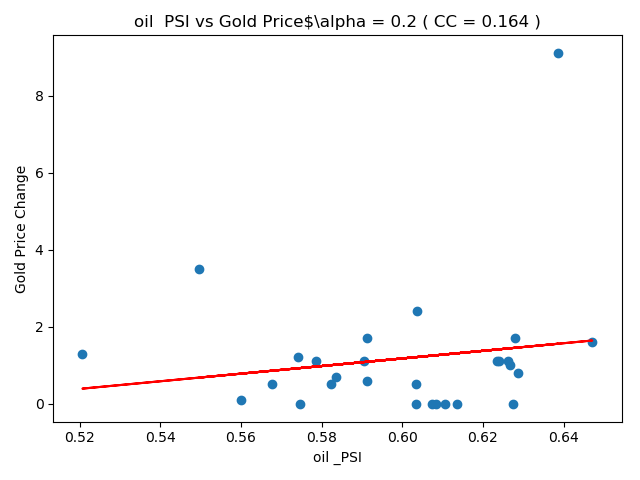 oil  PSI vs Gold Price$\alpha = 0.2 ( CC = 0.164 )
Gold Price Change
8
6
4
2
0
0.52 0.54 0.56 0.58 0.60 0.62 0.64
oil _PSI